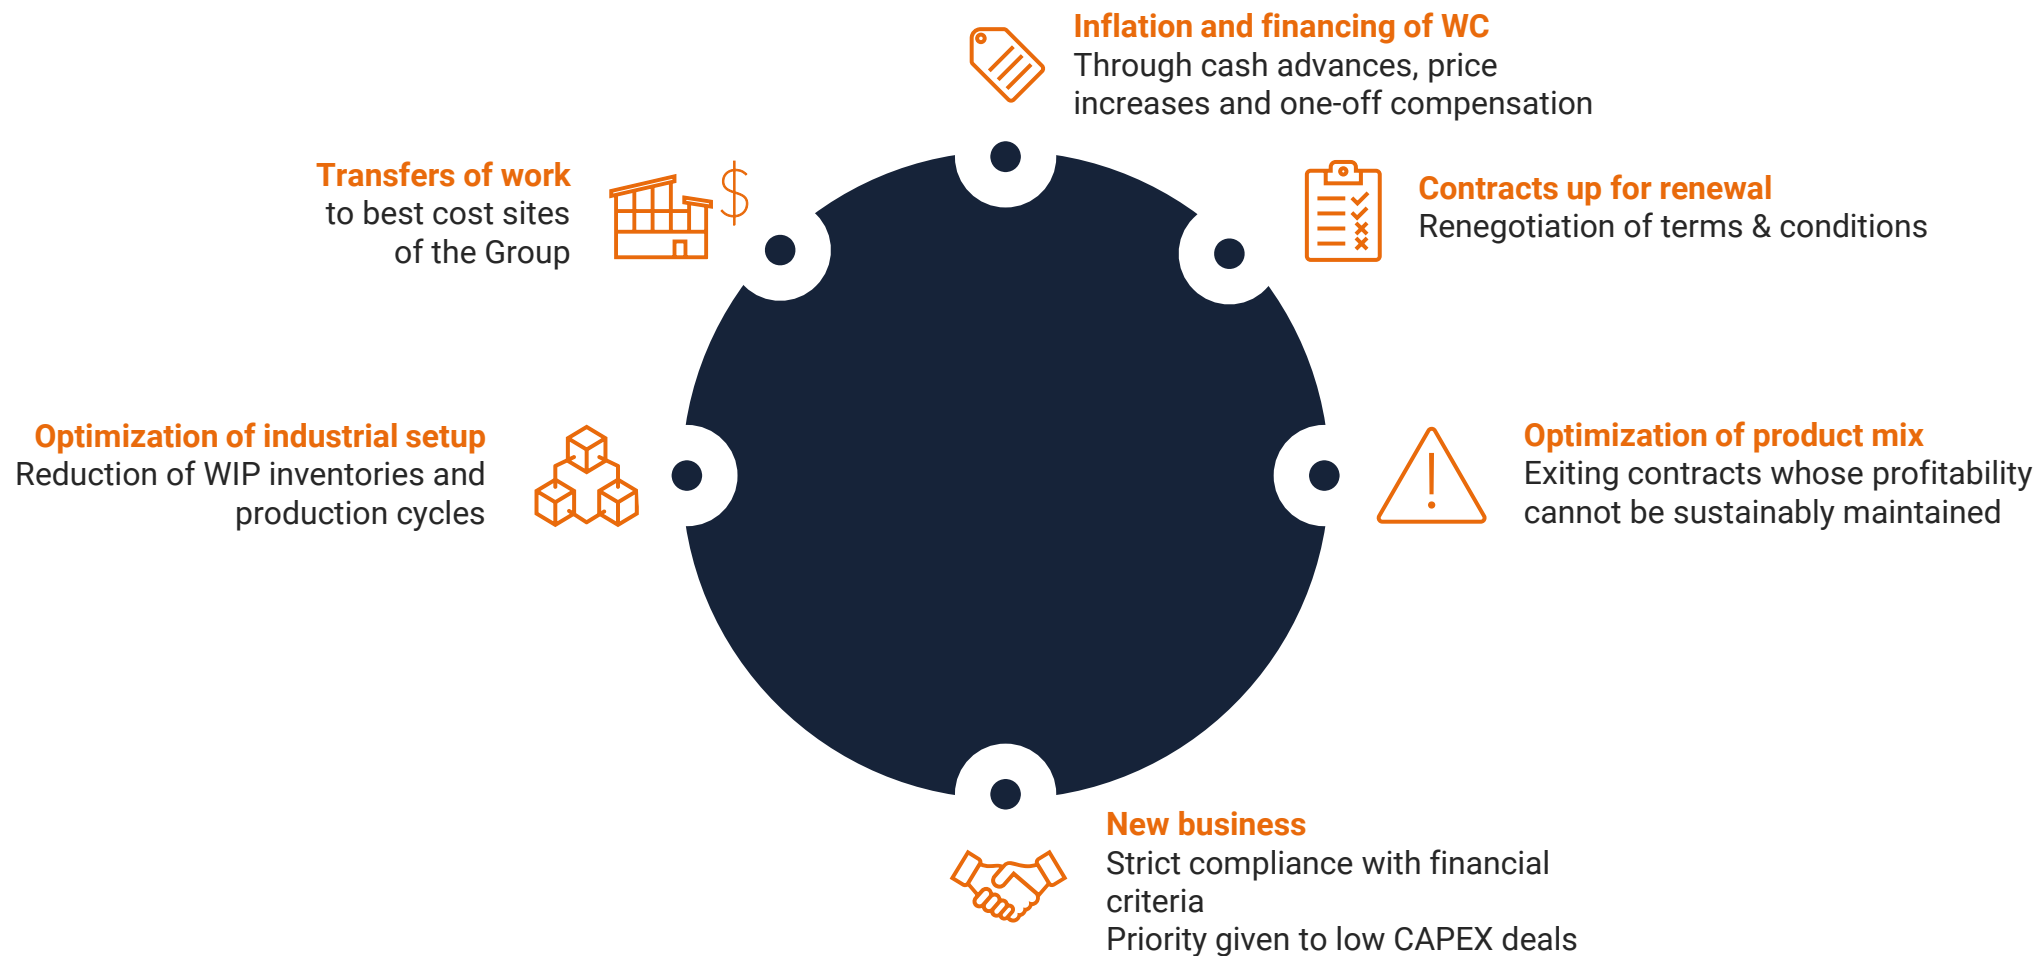 Inflation and financing of WC
Through cash advances, price
increases and one-off compensation
Transfers of work
to best cost sites
of the Group
$
Contracts up for renewal
Renegotiation of terms & conditions
Optimization of industrial setup
Reduction of WIP inventories and
production cycles
Optimization of product mix
Exiting contracts whose profitability
cannot be sustainably maintained
New business
Strict compliance with financial
criteria
Priority given to low CAPEX deals